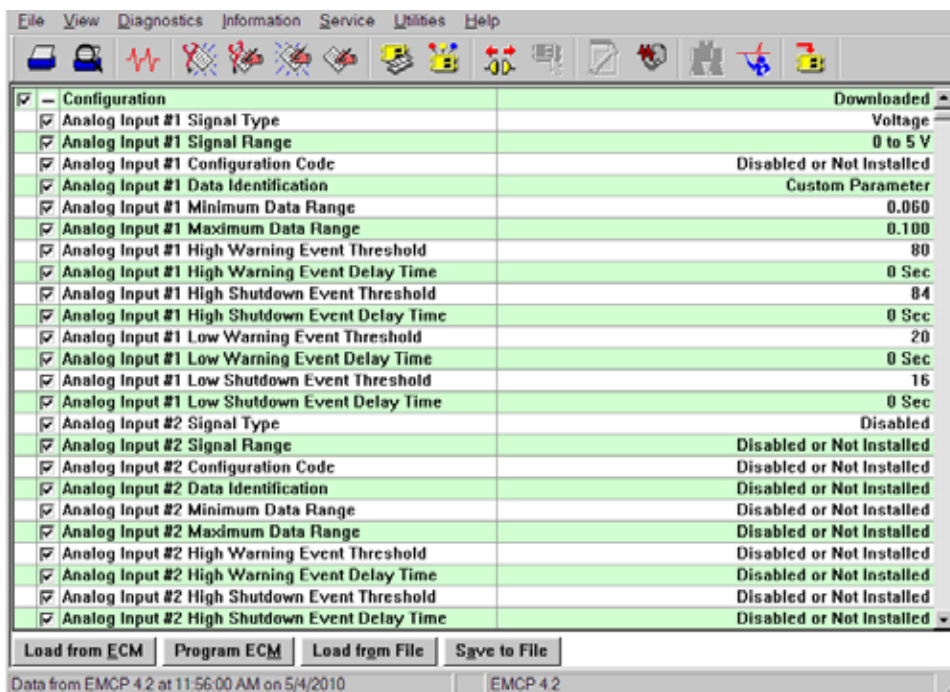 File View Diagnostics Information Service Utilities Help
Configuration Downloaded
Analog Input #1 Signal Type Voltage
Analog Input #1 Signal Range 0 to 5 V
Analog Input #1 Configuration Code Disabled or Not Installed
Analog Input #1 Data Identification Custom Parameter
Analog Input #1 Minimum Data Range 0.060
Analog Input #1 Maximum Data Range 0.100
Analog Input #1 High Warning Event Threshold 80
Analog Input #1 High Warning Event Delay Time 0 Sec
Analog Input #1 High Shutdown Event Threshold 84
Analog Input #1 High Shutdown Event Delay Time 0 Sec
Analog Input #1 Low Warning Event Threshold 20
Analog Input #1 Low Warning Event Delay Time 0 Sec
Analog Input #1 Low Shutdown Event Threshold 16
Analog Input #1 Low Shutdown Event Delay Time 0 Sec
Analog Input #2 Signal Type Disabled
Analog Input #2 Signal Range Disabled or Not Installed
Analog Input #2 Configuration Code Disabled or Not Installed
Analog Input #2 Data Identification Disabled or Not Installed
Analog Input #2 Minimum Data Range Disabled or Not Installed
Analog Input #2 Maximum Data Range Disabled or Not Installed
Analog Input #2 High Warning Event Threshold Disabled or Not Installed
Analog Input #2 High Warning Event Delay Time Disabled or Not Installed
Analog Input #2 High Shutdown Event Threshold Disabled or Not Installed
Analog Input #2 High Shutdown Event Delay Time Disabled or Not Installed
Load from ECM Program ECM Load from File Save to File
Data from EMCP 4.2 at 11:56:00 AM on 5/4/2010 EMCP 4.2